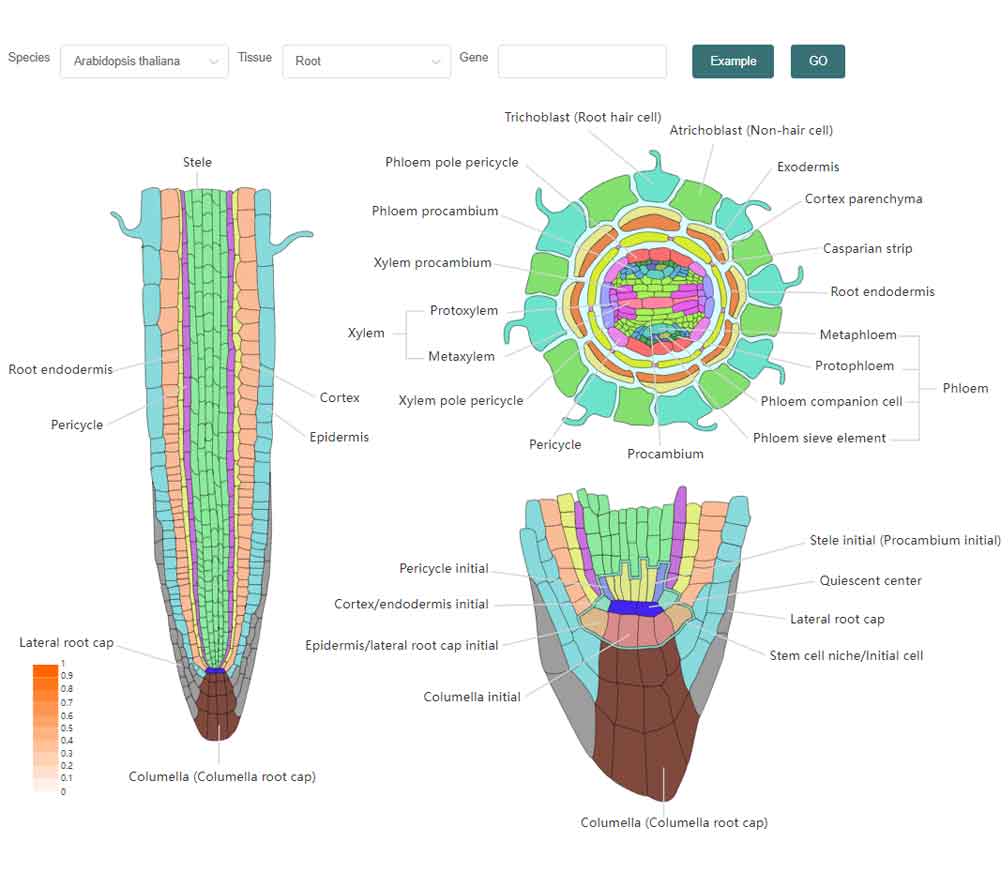 Species Arabidopsis thaliana Tissue Root Gene Example GO
Stele
Root endodermis
Pericycle
Cortex
Epidermis
Lateral root cap
1
0.9
0.8
0.7
0.6
0.5
0.4
0.3
0.2
0.1
0
Columella (Columella root cap)
Trichoblast (Root hair cell)
Atrichoblast (Non-hair cell)
Phloem pole pericycle
Exodermis
Phloem procambium
Cortex parenchyma
Xylem procambium
Casparian strip
Root endodermis
Protoxylem
Xylem
Metaxylem
Metaphloem
Protophloem
Phloem
Xylem pole pericycle
Phloem companion cell
Pericycle
Phloem sieve element
Procambium
Stele initial (Procambium initial)
Pericycle initial
Quiescent center
Cortex/endodermis initial
Lateral root cap
Epidermis/lateral root cap initial
Stem cell niche/Initial cell
Columella initial
Columella (Columella root cap)